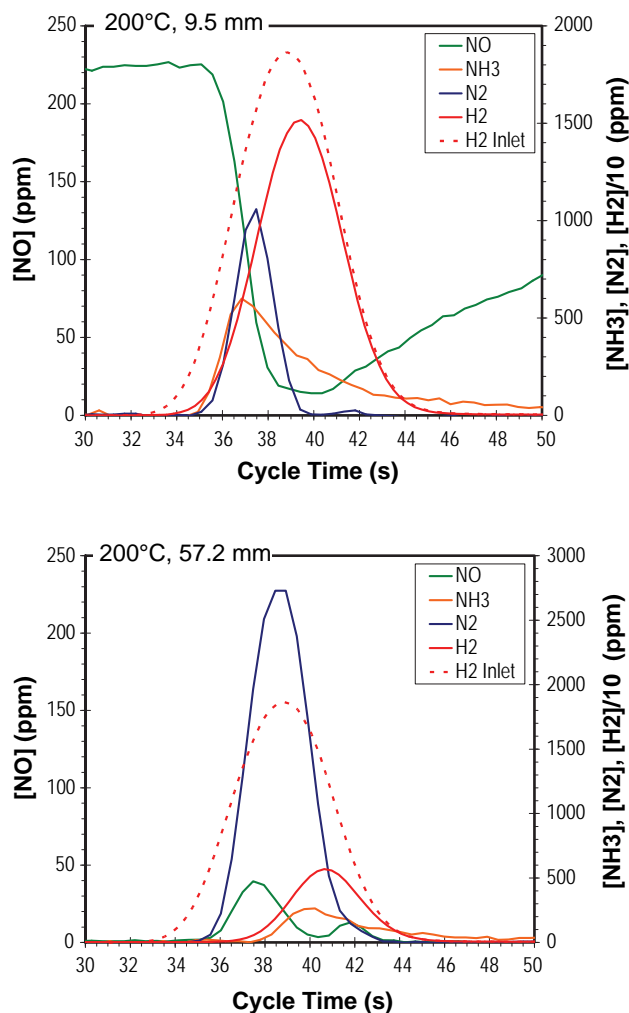 200°C, 9.5 mm
250
200
150
100
50
0
[NO] (ppm)
NO
NH3
N2
H2
H2 Inlet
2000
1500
1000
500
0
[NH3], [N2], [H2]/10 (ppm)
30 32 34 36 38 40 42 44 46 48 50
Cycle Time (s)
200°C, 57.2 mm
250
200
150
100
50
0
[NO] (ppm)
NO
NH3
N2
H2
H2 Inlet
3000
2500
2000
1500
1000
500
0
[NH3], [N2], [H2]/10 (ppm)
30 32 34 36 38 40 42 44 46 48 50
Cycle Time (s)